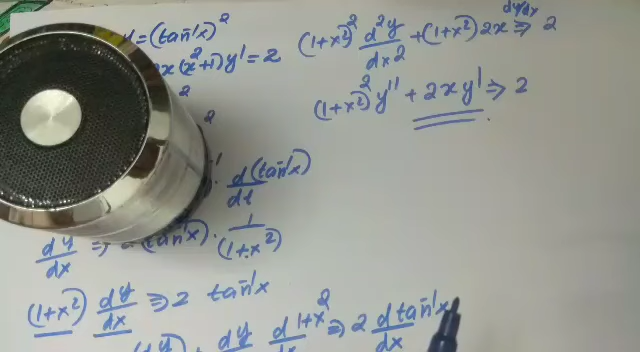 y=(tan⁻¹x)²
2x(x²+1)y' = 2
2
2
d(tan⁻¹x)/dt
dy/dx ⇒ (tan⁻¹x) · 1/(1+x²)
(1+x²) dy/dx ⇒ 2 tan⁻¹x
dy/dx d 1+x² ⇒ 2 d tan⁻¹x/dx
(1+x²)² d²y/dx2 + (1+x²) 2x dy/dx ⇒ 2
(1+x²)² y'' + 2xy' ⇒ 2